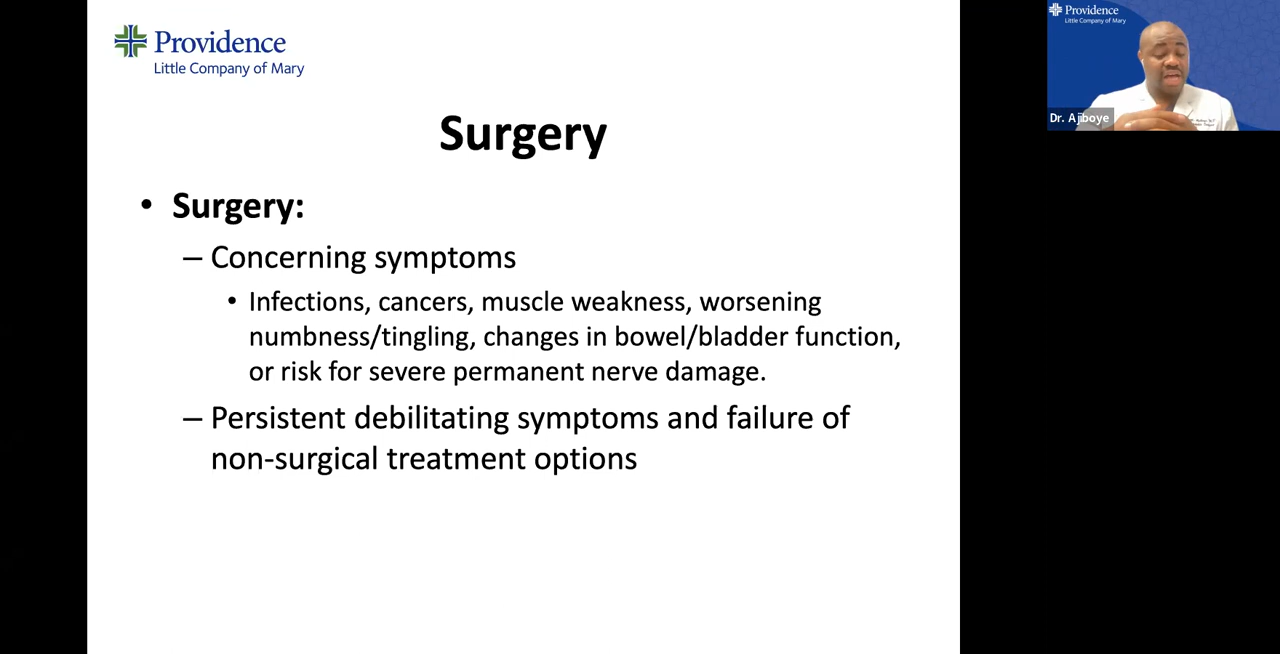 Providence
Little Company of Mary
Surgery
• Surgery:
– Concerning symptoms
• Infections, cancers, muscle weakness, worsening
numbness/tingling, changes in bowel/bladder function,
or risk for severe permanent nerve damage.
– Persistent debilitating symptoms and failure of
non-surgical treatment options
Providence
Little Company of Mary
Dr. Ajiboye